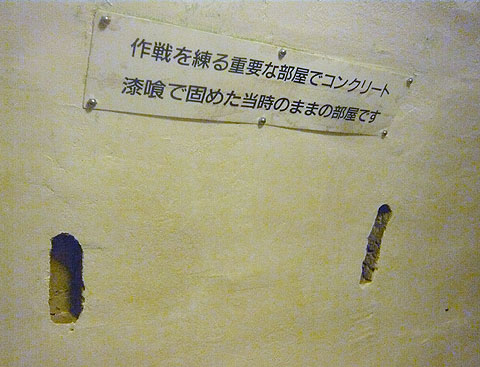 作戦を練る重要な部屋でコンクリート
漆喰で固めた当時のままの部屋です